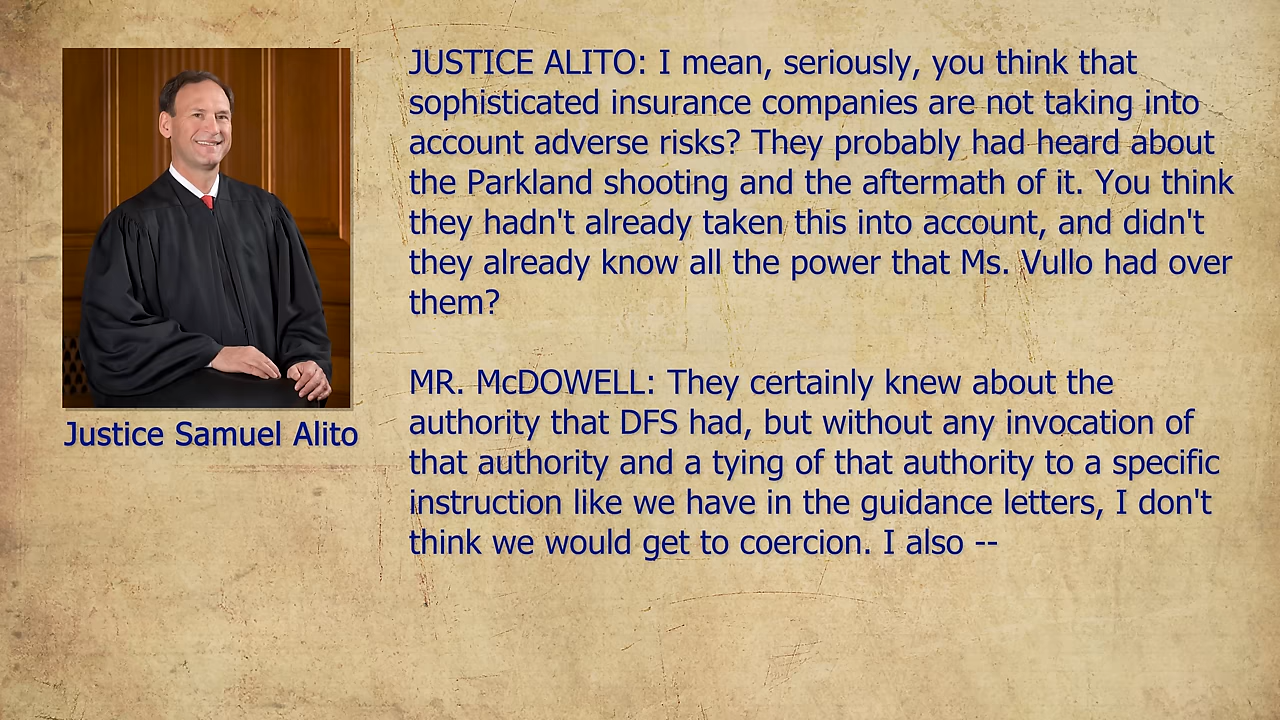 JUSTICE ALITO: I mean, seriously, you think that
sophisticated insurance companies are not taking into
account adverse risks? They probably had heard about
the Parkland shooting and the aftermath of it. You think
they hadn't already taken this into account, and didn't
they already know all the power that Ms. Vullo had over
them?
MR. McDOWELL: They certainly knew about the
authority that DFS had, but without any invocation of
that authority and a tying of that authority to a specific
instruction like we have in the guidance letters, I don't
think we would get to coercion. I also --
Justice Samuel Alito